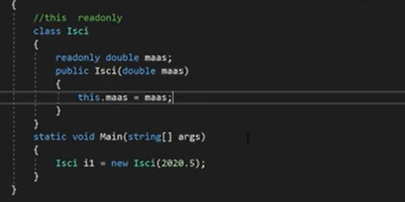 {
//this  readonly
class Isci
{
readonly double maas;
public Isci(double maas)
{
this.maas = maas;
}
}
static void Main(string[] args)
{
Isci i1 = new Isci(2020.5);
}
}